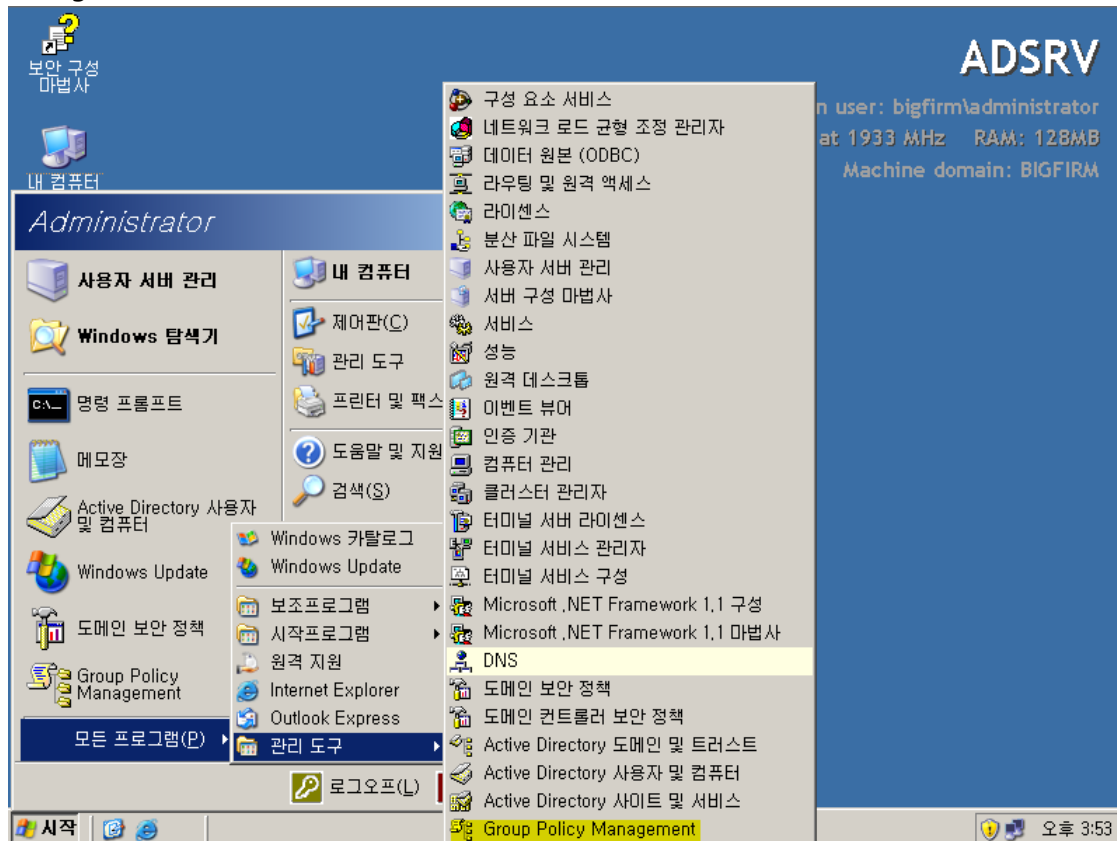 보안 구성
마법사
내 컴퓨터
ADSRV
n user: bigfirm\administrator
at 1933 MHz RAM: 128MB
Machine domain: BIGFIRM
Administrator
사용자 서버 관리
Windows 탐색기
명령 프롬프트
메모장
Active Directory 사용자
및 컴퓨터
Windows Update
도메인 보안 정책
Group Policy
Management
모든 프로그램(P)
내 컴퓨터
제어판(C)
관리 도구
프린터 및 팩스
도움말 및 지원
검색(S)
로그오프(L)
Windows 카탈로그
Windows Update
보조프로그램
시작프로그램
원격 지원
Internet Explorer
Outlook Express
관리 도구
구성 요소 서비스
네트워크 로드 균형 조정 관리자
데이터 원본 (ODBC)
라우팅 및 원격 액세스
라이센스
분산 파일 시스템
사용자 서버 관리
서버 구성 마법사
서비스
성능
원격 데스크톱
이벤트 뷰어
인증 기관
컴퓨터 관리
클러스터 관리자
터미널 서버 라이센스
터미널 서비스 관리자
터미널 서비스 구성
Microsoft .NET Framework 1.1 구성
Microsoft .NET Framework 1.1 마법사
DNS
도메인 보안 정책
도메인 컨트롤러 보안 정책
Active Directory 도메인 및 트러스트
Active Directory 사용자 및 컴퓨터
Active Directory 사이트 및 서비스
Group Policy Management
시작
오후 3:53